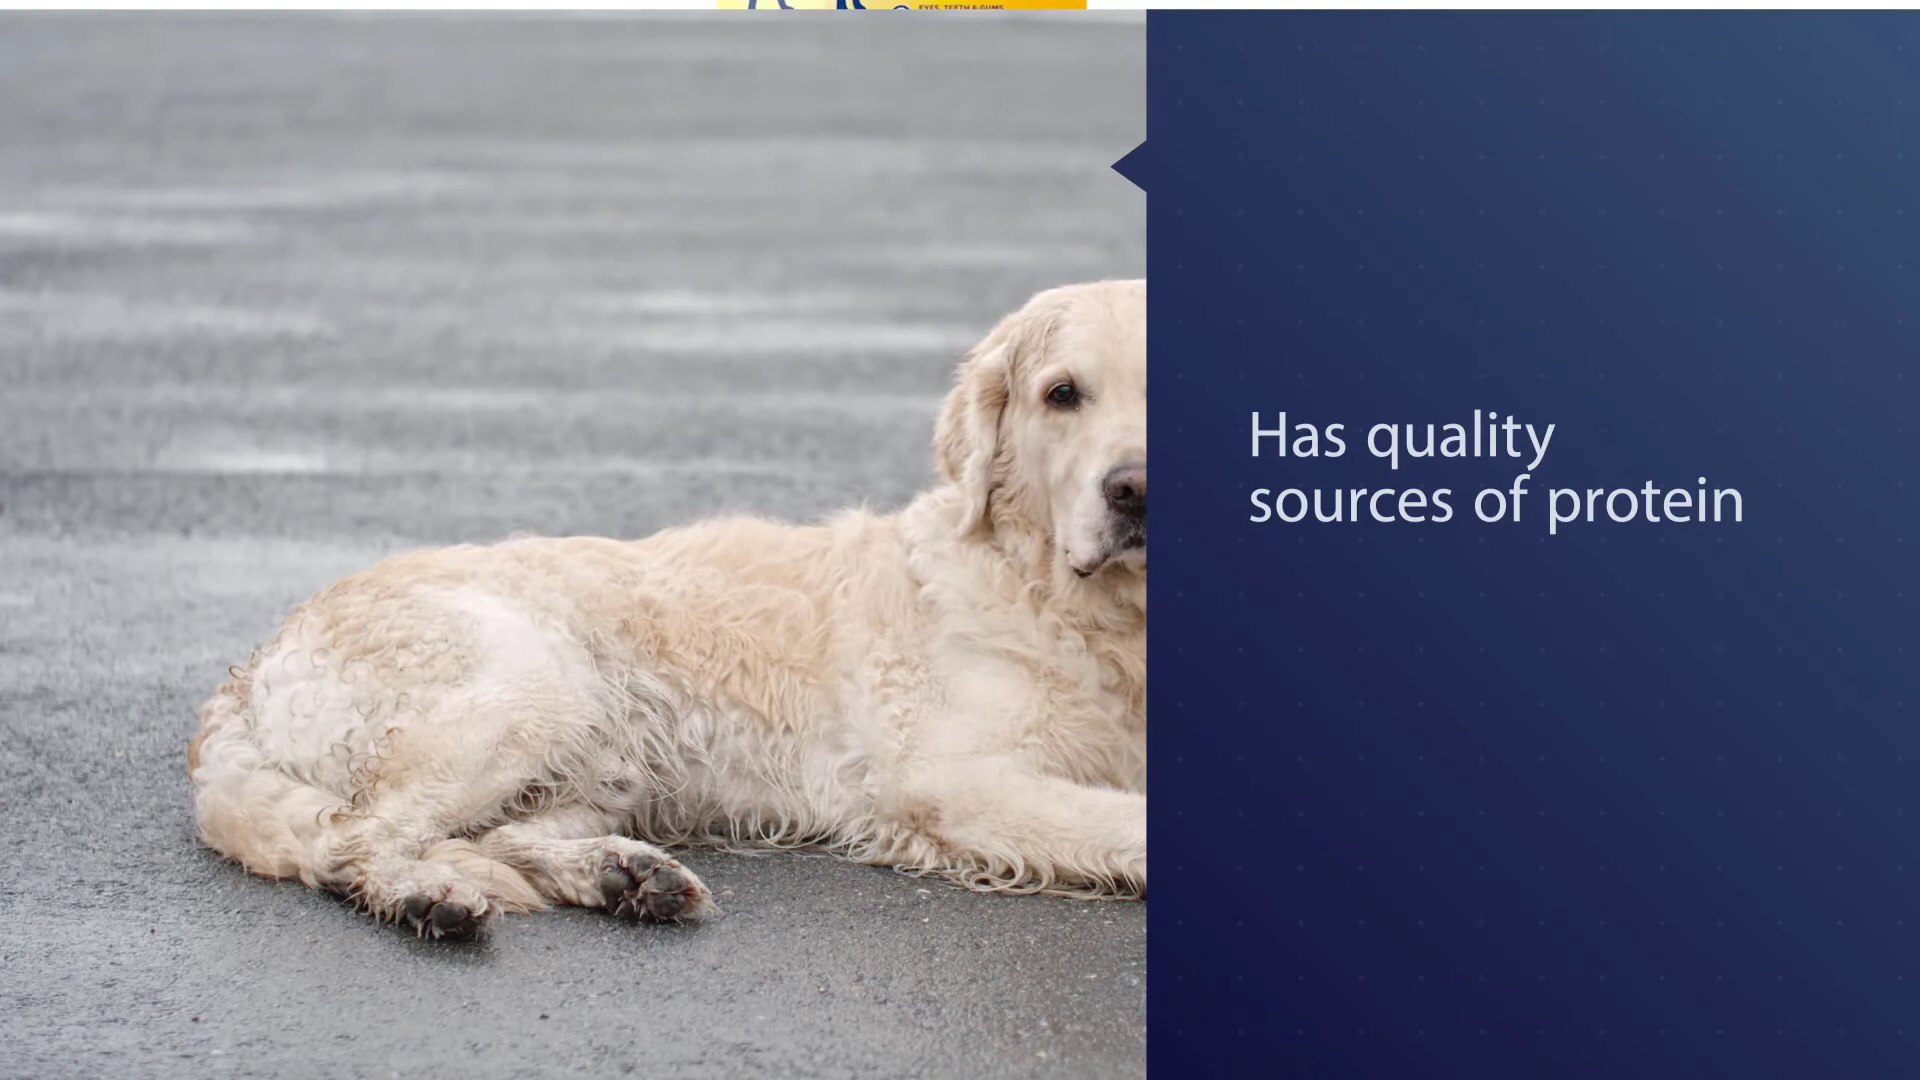 EYES, TEETH & GUMS
Has quality
sources of protein